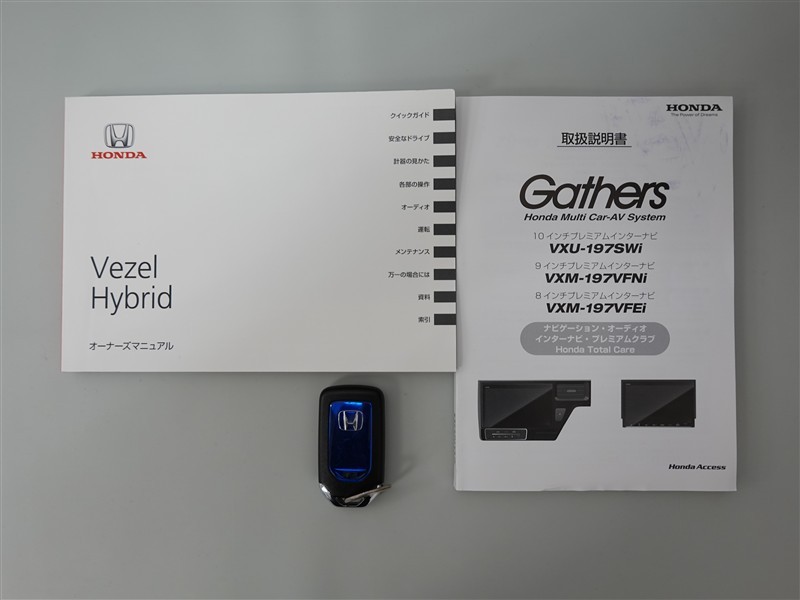 HONDA
クイックガイド
安全なドライブ
計器の見かた
各部の操作
オーディオ
運転
メンテナンス
万一の場合には
資料
索引
Vezel
Hybrid
オーナーズマニュアル
HONDA
The Power of Dreams
取扱説明書
Gathers
Honda Multi Car-AV System
10インチプレミアムインターナビ
VXU-197SWi
9インチプレミアムインターナビ
VXM-197VFNi
8インチプレミアムインターナビ
VXM-197VFEi
ナビゲーション・オーディオ
インターナビ・プレミアムクラブ
Honda Total Care
Honda Access